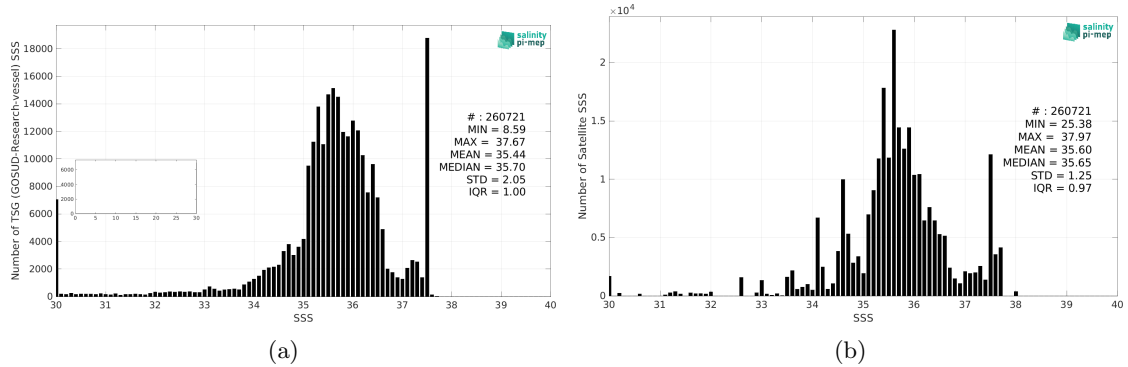 salinity
pi-mep
Number of TSG (GOSUD-Research-vessel) SSS
18000
16000
14000
12000
10000
8000
6000
4000
2000
0
# : 260721
MIN = 8.59
MAX = 37.67
MEAN = 35.44
MEDIAN = 35.70
STD = 2.05
IQR = 1.00
6000
4000
2000
0
0 5 10 15 20 25 30
30 31 32 33 34 35 36 37 38 39 40
SSS
(a)
×10⁴
salinity
pi-mep
Number of Satellite SSS
2
1.5
1
0.5
0
# : 260721
MIN = 25.38
MAX = 37.97
MEAN = 35.60
MEDIAN = 35.65
STD = 1.25
IQR = 0.97
30 31 32 33 34 35 36 37 38 39 40
SSS
(b)